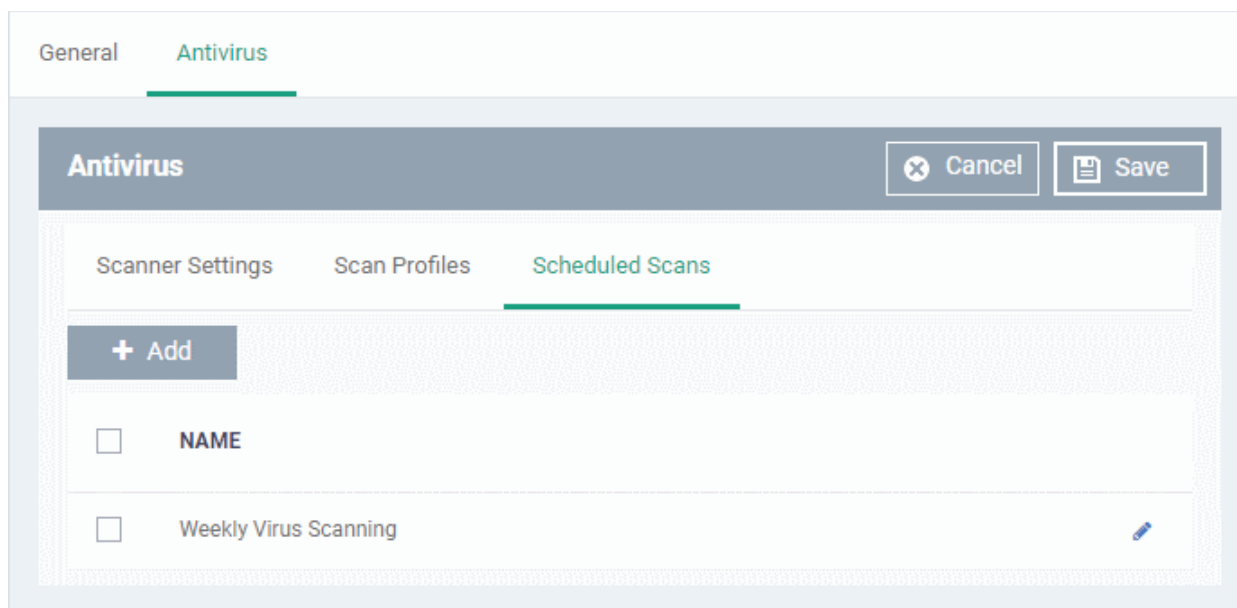 General Antivirus
Antivirus Cancel Save
Scanner Settings Scan Profiles Scheduled Scans
+ Add
NAME
Weekly Virus Scanning